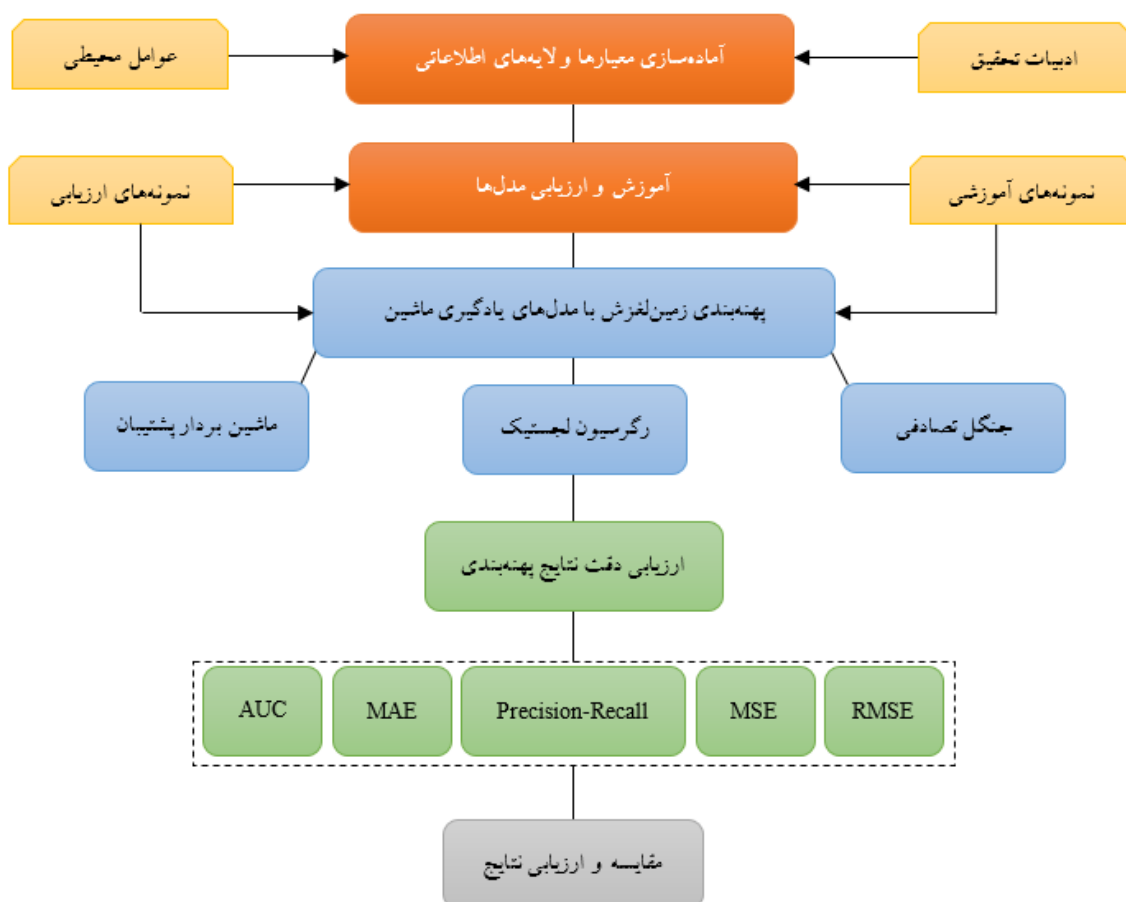 ادبیات تحقیق
آماده‌سازی معیارها و لایه‌های اطلاعاتی
عوامل محیطی
نمونه‌های آموزشی
آموزش و ارزیابی مدل‌ها
نمونه‌های ارزیابی
پهنه‌بندی زمین‌لغزش با مدل‌های یادگیری ماشین
جنگل تصادفی
رگرسیون لجستیک
ماشین بردار پشتیبان
ارزیابی دقت نتایج پهنه‌بندی
AUC
MAE
Precision-Recall
MSE
RMSE
مقایسه و ارزیابی نتایج